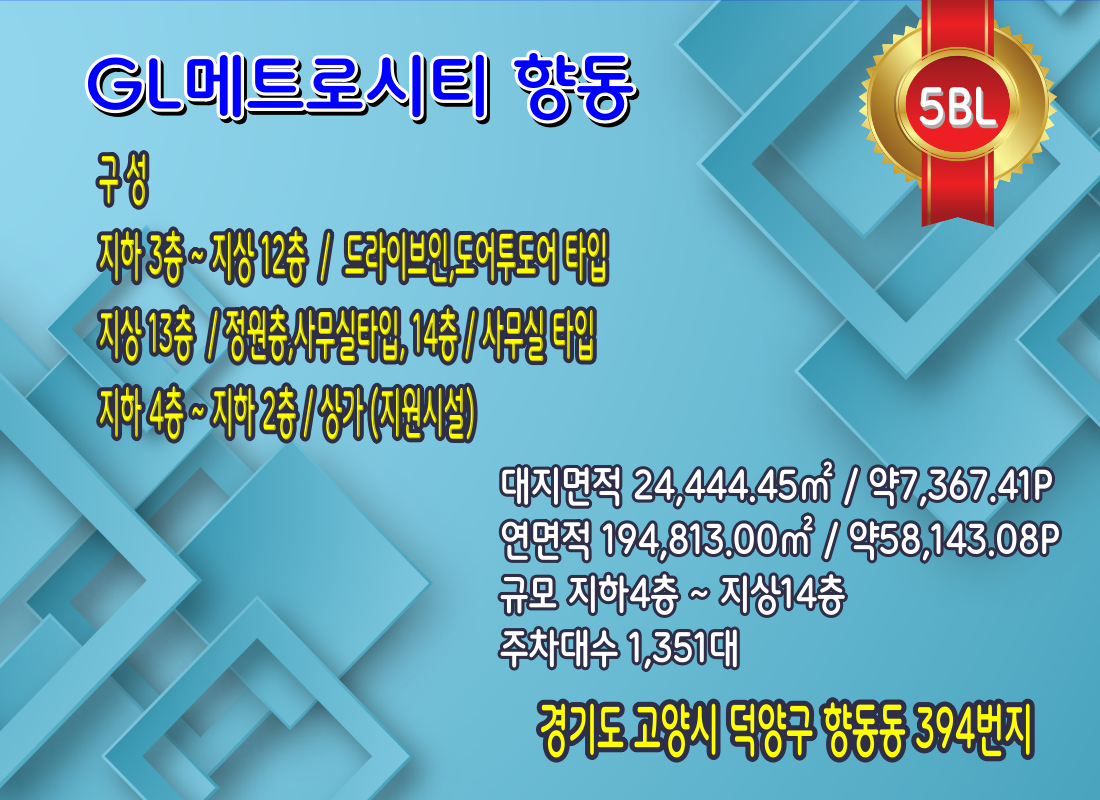 GL메트로시티 향동
5BL
구 성
지하 3층 ~ 지상 12층 / 드라이브인,도어투도어 타입
지상 13층 / 정원층,사무실타입, 14층 / 사무실 타입
지하 4층 ~ 지하 2층 / 상가 (지원시설)
대지면적 24,444.45㎡ / 약7,367.41P
연면적 194,813.00㎡ / 약58,143.08P
규모 지하4층 ~ 지상14층
주차대수 1,351대
경기도 고양시 덕양구 향동동 394번지